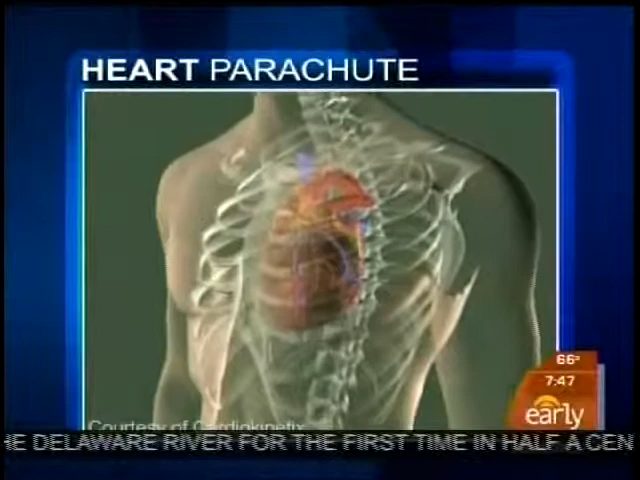 HEART PARACHUTE
66°
7:47
early
Courtesy of Cardiokinetix
HE DELAWARE RIVER FOR THE FIRST TIME IN HALF A CEN